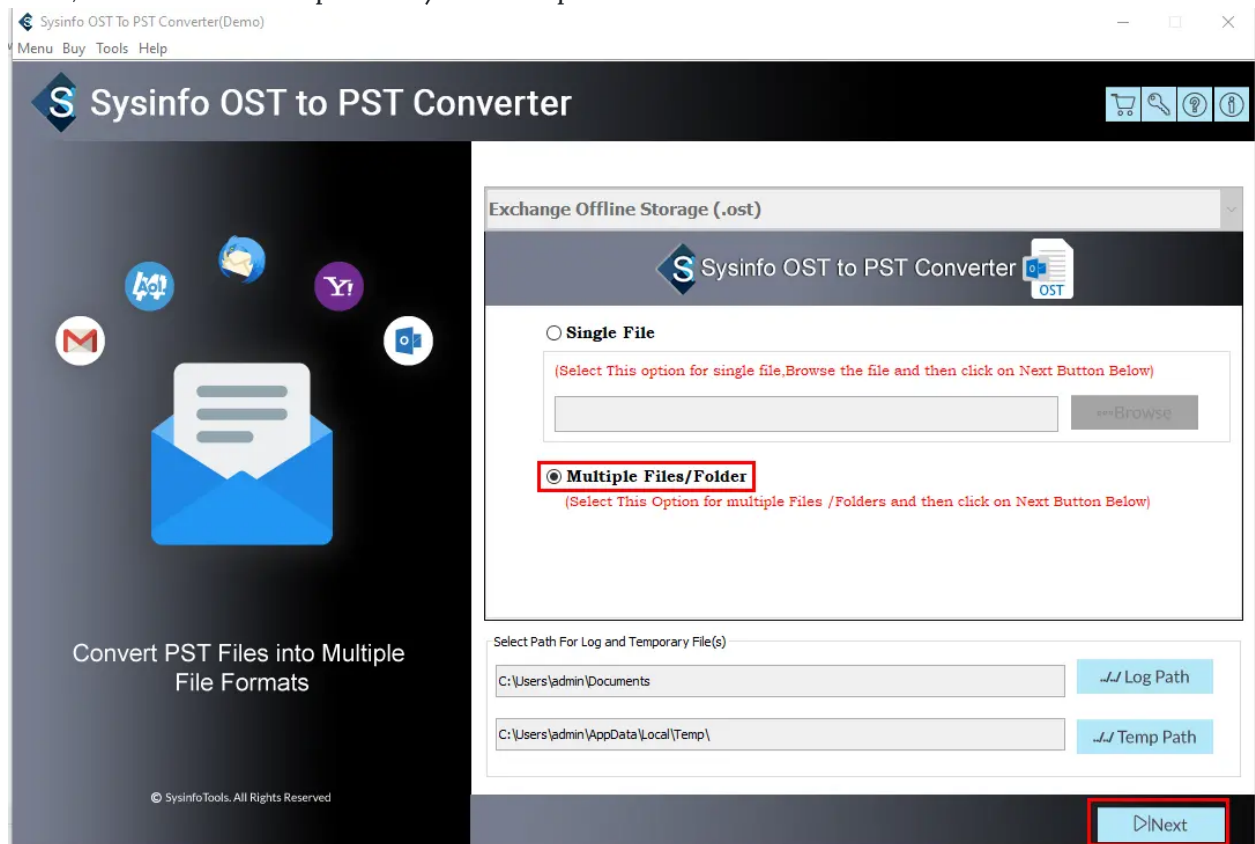 Sysinfo OST To PST Converter(Demo)
Menu Buy Tools Help
S Sysinfo OST to PST Converter
Exchange Offline Storage (.ost)
S Sysinfo OST to PST Converter
OST
Aol
Y!
Single File
(Select This option for single file,Browse the file and then click on Next Button Below)
Browse
Multiple Files/Folder
(Select This Option for multiple Files /Folders and then click on Next Button Below)
Convert PST Files into Multiple
File Formats
Select Path For Log and Temporary File(s)
C:\Users\admin\Documents
../../ Log Path
C:\Users\admin\AppData\Local\Temp\
../../ Temp Path
© SysinfoTools. All Rights Reserved
Next